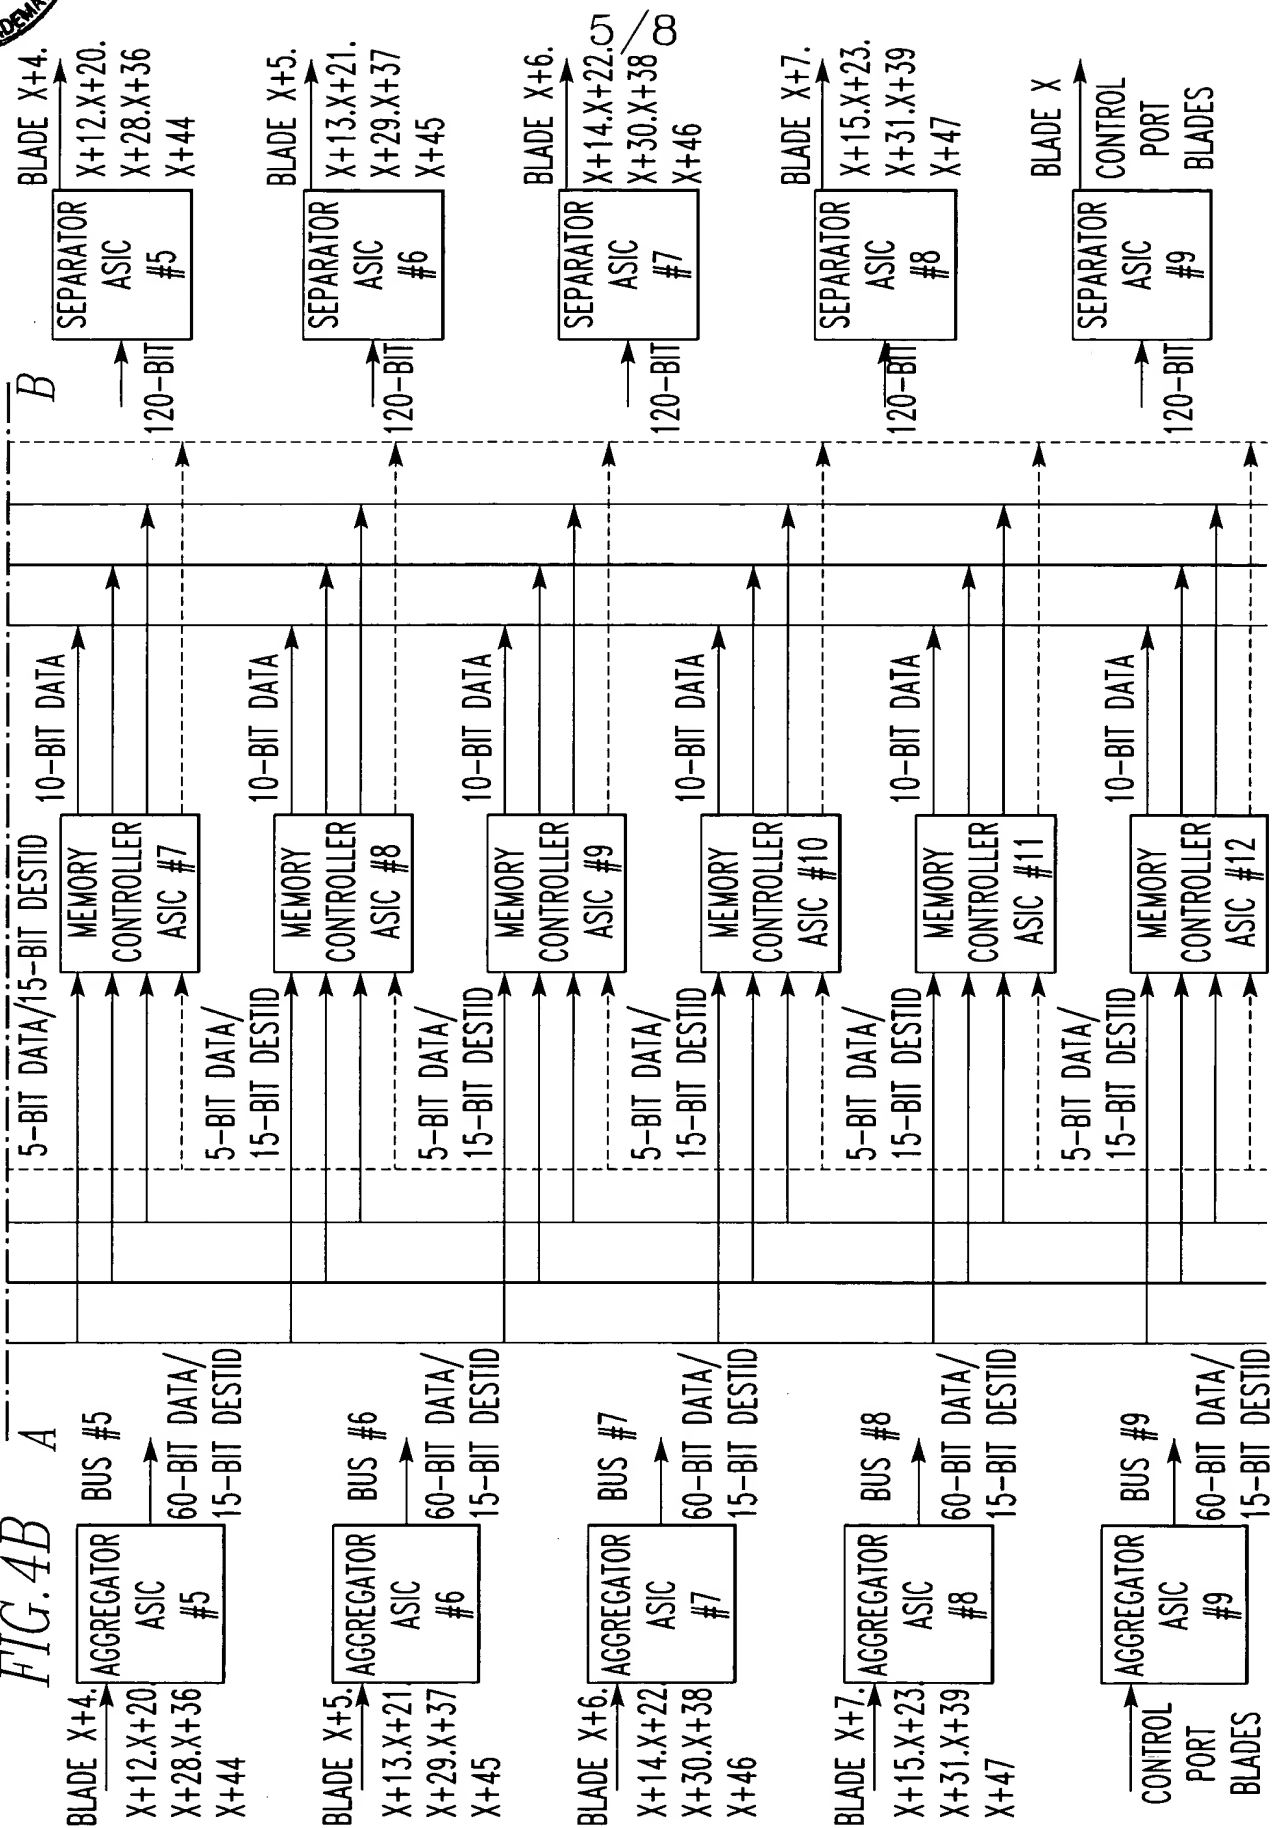 5/8
FIG.4B
A
B
BLADE X+4.
X+12.X+20.
X+28.X+36
X+44
AGGREGATOR
ASIC
#5
BUS #5
60-BIT DATA/
15-BIT DESTID
BLADE X+5.
X+13.X+21.
X+29.X+37
X+45
AGGREGATOR
ASIC
#6
BUS #6
60-BIT DATA/
15-BIT DESTID
BLADE X+6.
X+14.X+22.
X+30.X+38
X+46
AGGREGATOR
ASIC
#7
BUS #7
60-BIT DATA/
15-BIT DESTID
BLADE X+7.
X+15.X+23.
X+31.X+39
X+47
AGGREGATOR
ASIC
#8
BUS #8
60-BIT DATA/
15-BIT DESTID
CONTROL
PORT
BLADES
AGGREGATOR
ASIC
#9
BUS #9
60-BIT DATA/
15-BIT DESTID
5-BIT DATA/15-BIT DESTID
MEMORY
CONTROLLER
ASIC #7
10-BIT DATA
5-BIT DATA/
15-BIT DESTID
MEMORY
CONTROLLER
ASIC #8
10-BIT DATA
5-BIT DATA/
15-BIT DESTID
MEMORY
CONTROLLER
ASIC #9
10-BIT DATA
5-BIT DATA/
15-BIT DESTID
MEMORY
CONTROLLER
ASIC #10
10-BIT DATA
5-BIT DATA/
15-BIT DESTID
MEMORY
CONTROLLER
ASIC #11
10-BIT DATA
5-BIT DATA/
15-BIT DESTID
MEMORY
CONTROLLER
ASIC #12
10-BIT DATA
120-BIT
SEPARATOR
ASIC
#5
BLADE X+4.
X+12.X+20.
X+28.X+36
X+44
120-BIT
SEPARATOR
ASIC
#6
BLADE X+5.
X+13.X+21.
X+29.X+37
X+45
120-BIT
SEPARATOR
ASIC
#7
BLADE X+6.
X+14.X+22.
X+30.X+38
X+46
120-BIT
SEPARATOR
ASIC
#8
BLADE X+7.
X+15.X+23.
X+31.X+39
X+47
120-BIT
SEPARATOR
ASIC
#9
BLADE X
CONTROL
PORT
BLADES